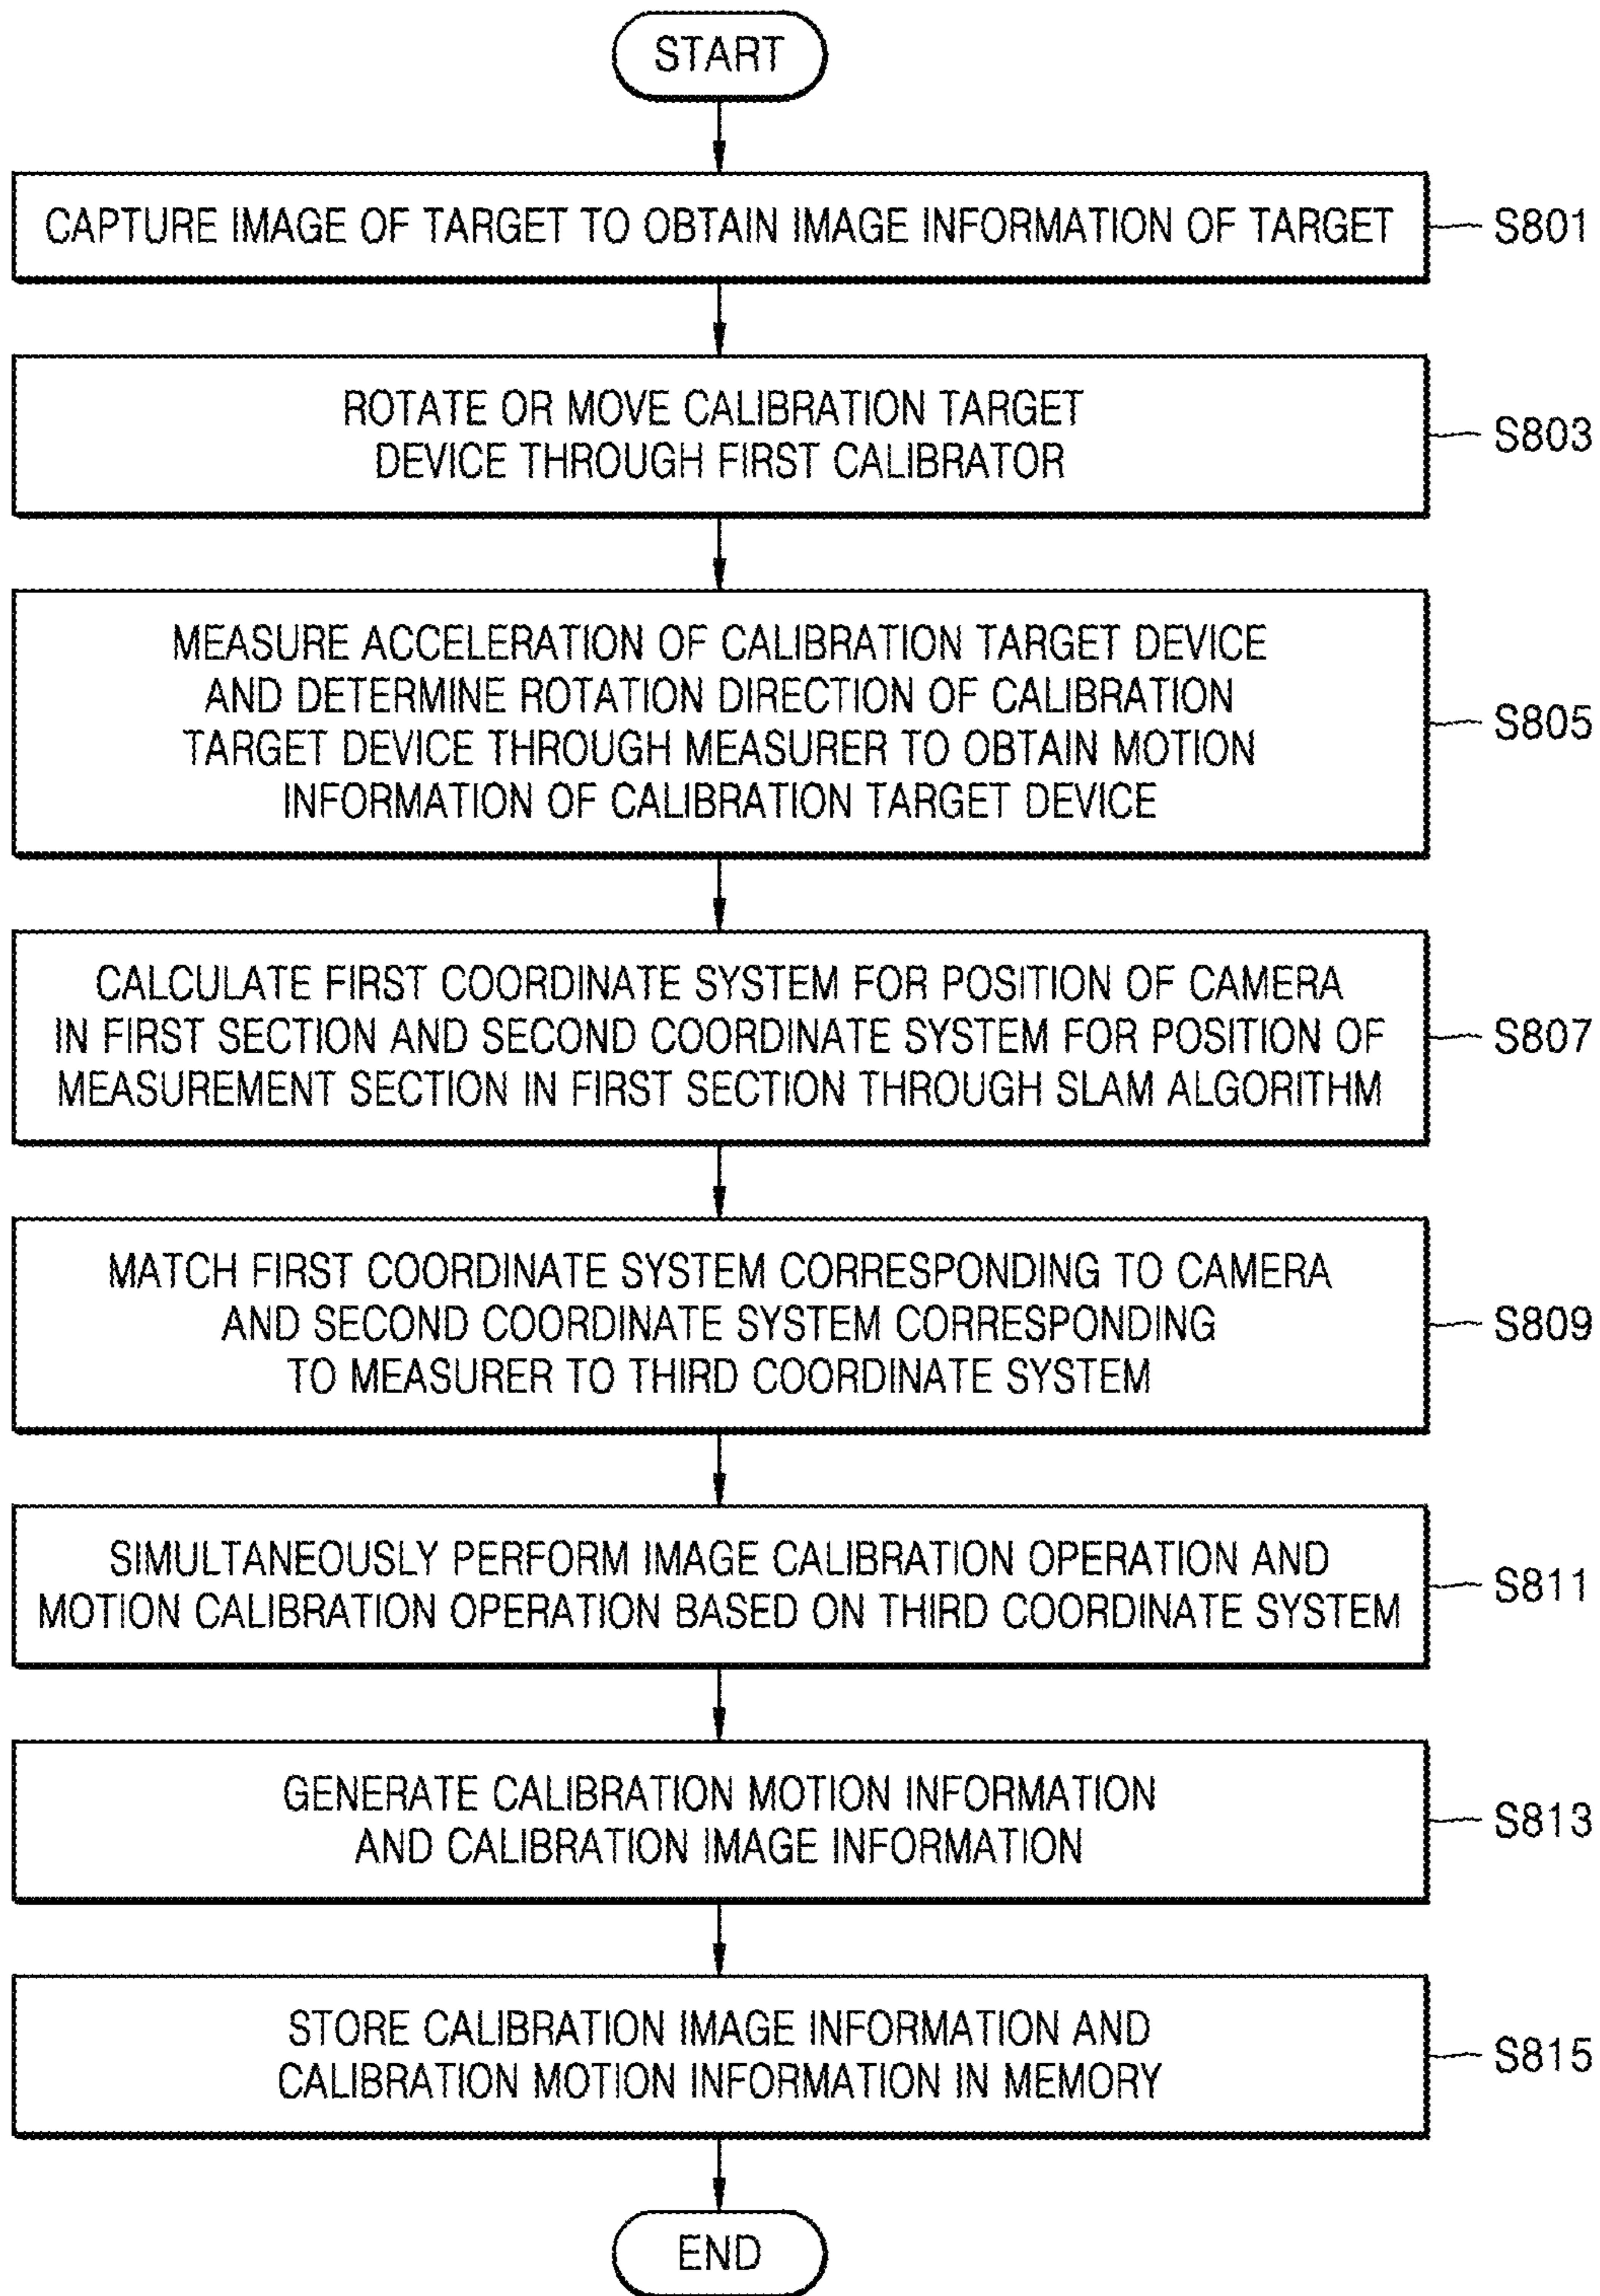 START
CAPTURE IMAGE OF TARGET TO OBTAIN IMAGE INFORMATION OF TARGET
S801
ROTATE OR MOVE CALIBRATION TARGET
DEVICE THROUGH FIRST CALIBRATOR
S803
MEASURE ACCELERATION OF CALIBRATION TARGET DEVICE
AND DETERMINE ROTATION DIRECTION OF CALIBRATION
TARGET DEVICE THROUGH MEASURER TO OBTAIN MOTION
INFORMATION OF CALIBRATION TARGET DEVICE
S805
CALCULATE FIRST COORDINATE SYSTEM FOR POSITION OF CAMERA
IN FIRST SECTION AND SECOND COORDINATE SYSTEM FOR POSITION OF
MEASUREMENT SECTION IN FIRST SECTION THROUGH SLAM ALGORITHM
S807
MATCH FIRST COORDINATE SYSTEM CORRESPONDING TO CAMERA
AND SECOND COORDINATE SYSTEM CORRESPONDING
TO MEASURER TO THIRD COORDINATE SYSTEM
S809
SIMULTANEOUSLY PERFORM IMAGE CALIBRATION OPERATION AND
MOTION CALIBRATION OPERATION BASED ON THIRD COORDINATE SYSTEM
S811
GENERATE CALIBRATION MOTION INFORMATION
AND CALIBRATION IMAGE INFORMATION
S813
STORE CALIBRATION IMAGE INFORMATION AND
CALIBRATION MOTION INFORMATION IN MEMORY
S815
END